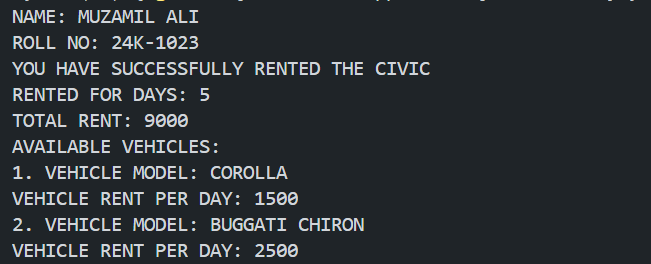 NAME: MUZAMIL ALI
ROLL NO: 24K-1023
YOU HAVE SUCCESSFULLY RENTED THE CIVIC
RENTED FOR DAYS: 5
TOTAL RENT: 9000
AVAILABLE VEHICLES:
1. VEHICLE MODEL: COROLLA
VEHICLE RENT PER DAY: 1500
2. VEHICLE MODEL: BUGGATI CHIRON
VEHICLE RENT PER DAY: 2500